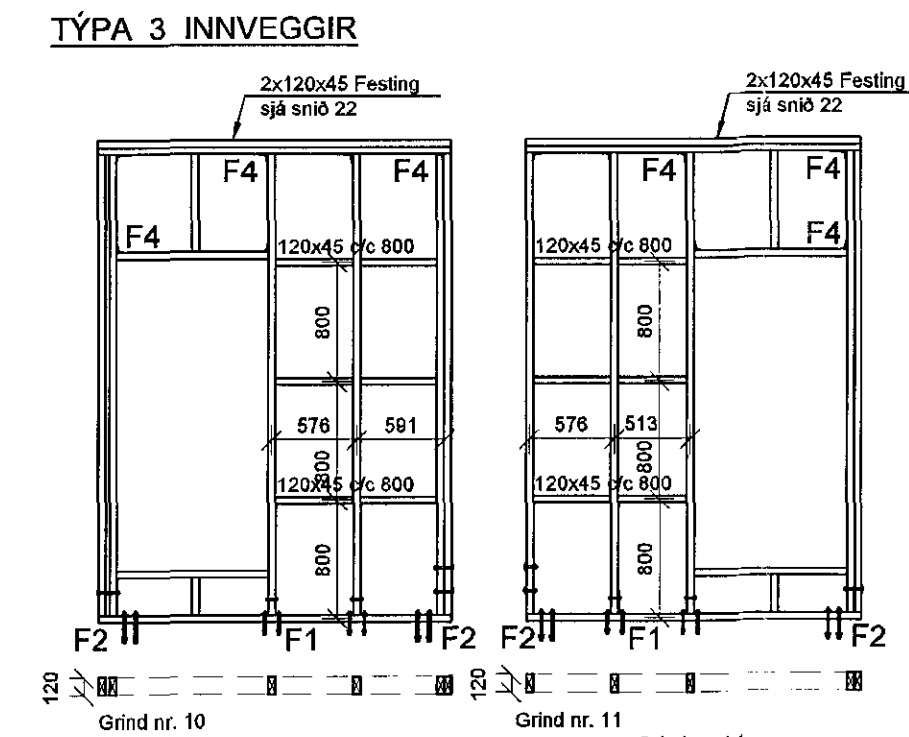 TÝPA 3 INNVEGGIR
2x120x45 Festing
sjá snið 22
F4
F4
F4
120x45 c/c 800
800
576
591
800
120x45 c/c 800
800
F2
F1
F2
120
Grind nr. 10
2x120x45 Festing
sjá snið 22
F4
F4
F4
120x45 c/c 800
800
576
513
800
120x45 c/c 800
800
F2
F1
F2
120
Grind nr. 11